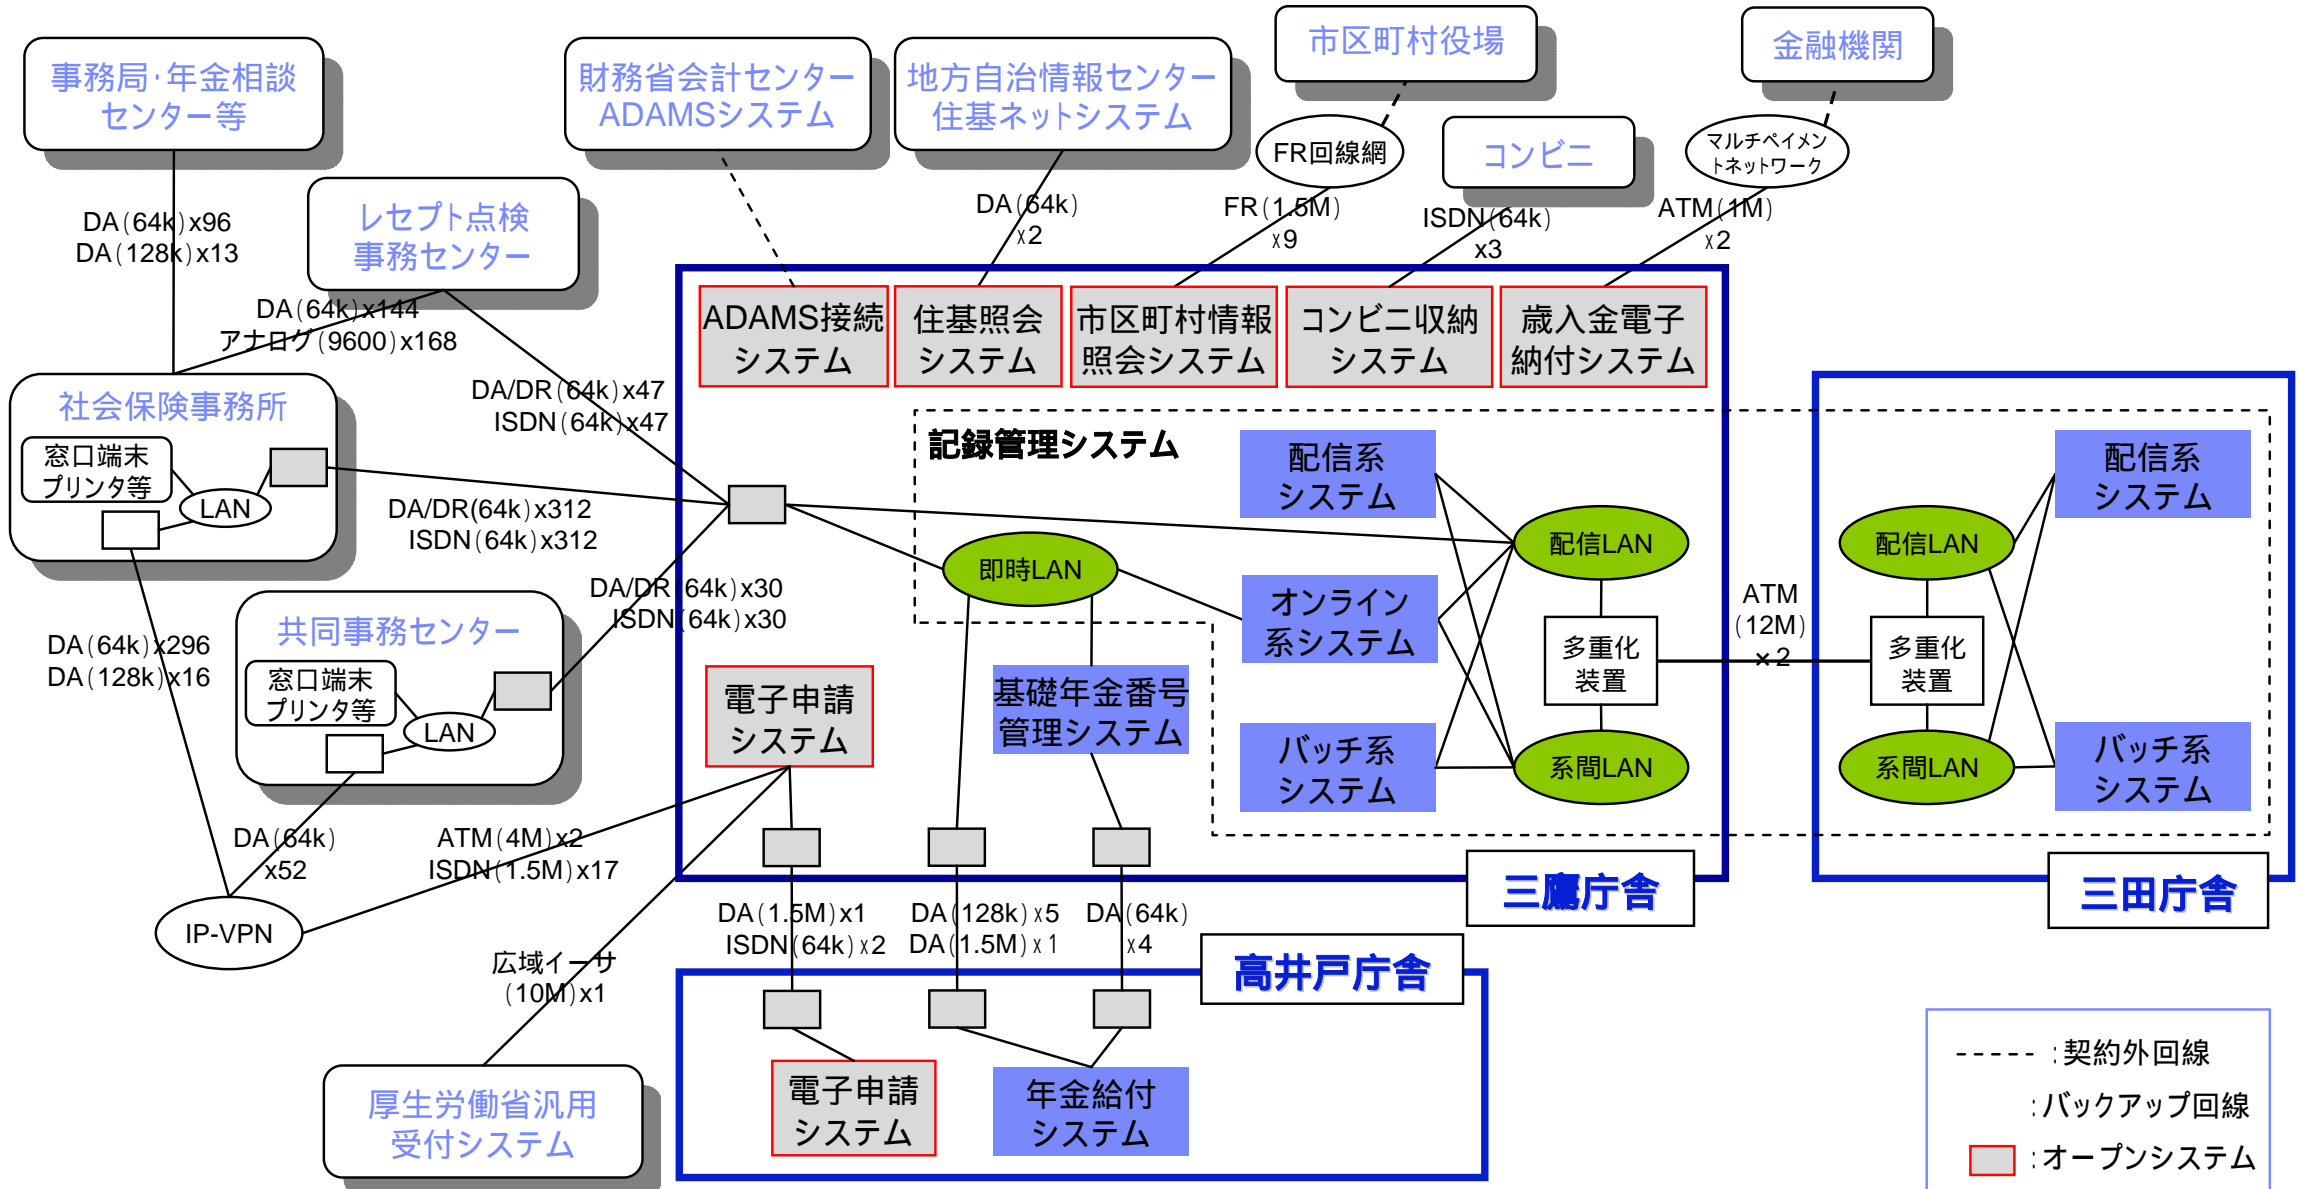 事務局・年金相談
センター等
財務省会計センター
ADAMSシステム
地方自治情報センター
住基ネットシステム
市区町村役場
金融機関
FR回線網
コンビニ
マルチペイメン
トネットワーク
DA(64k)x96
DA(128k)x13
レセプト点検
事務センター
DA(64k)
x2
FR(1.5M)
x9
ISDN(64k)
x3
ATM(1M)
x2
DA(64k)x144
アナログ(9600)x168
ADAMS接続
システム
住基照会
システム
市区町村情報
照会システム
コンビニ収納
システム
歳入金電子
納付システム
社会保険事務所
窓口端末
プリンタ等
LAN
DA/DR(64k)x47
ISDN(64k)x47
DA/DR(64k)x312
ISDN(64k)x312
記録管理システム
配信系
システム
配信LAN
即時LAN
オンライン
系システム
多重化
装置
バッチ系
システム
系間LAN
ATM
(12M)
×2
配信系
システム
配信LAN
多重化
装置
系間LAN
バッチ系
システム
DA/DR(64k)x30
ISDN(64k)x30
共同事務センター
窓口端末
プリンタ等
LAN
DA(64k)x296
DA(128k)x16
電子申請
システム
基礎年金番号
管理システム
DA(64k)
x52
ATM(4M)x2
ISDN(1.5M)x17
IP-VPN
三鷹庁舎
三田庁舎
DA(1.5M)x1
ISDN(64k)x2
DA(128k)x5
DA(1.5M)x1
DA(64k)
x4
広域イーサ
(10M)x1
高井戸庁舎
厚生労働省汎用
受付システム
電子申請
システム
年金給付
システム
:契約外回線
:バックアップ回線
:オープンシステム